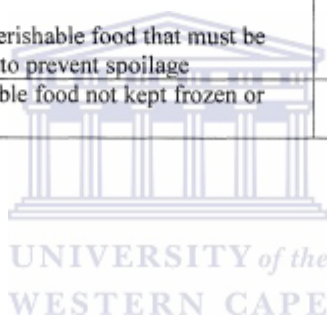 erishable food that must be
to prevent spoilage
ble food not kept frozen or
UNIVERSITY of the
WESTERN CAPE